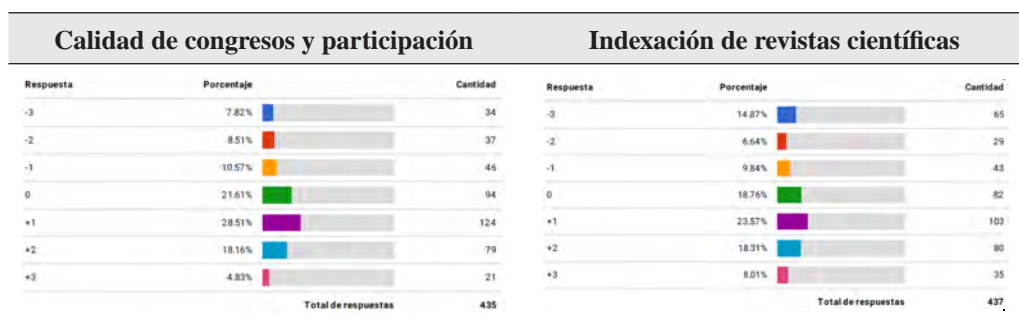 Calidad de congresos y participación
Respuesta Porcentaje Cantidad
-3 7.82% 34
-2 8.51% 37
-1 10.57% 46
0 21.61% 94
+1 28.51% 124
+2 18.16% 79
+3 4.83% 21
Total de respuestas 435
Indexación de revistas científicas
Respuesta Porcentaje Cantidad
-3 14.87% 65
-2 6.64% 29
-1 9.84% 43
0 18.76% 82
+1 23.57% 103
+2 18.31% 80
+3 8.01% 35
Total de respuestas 437